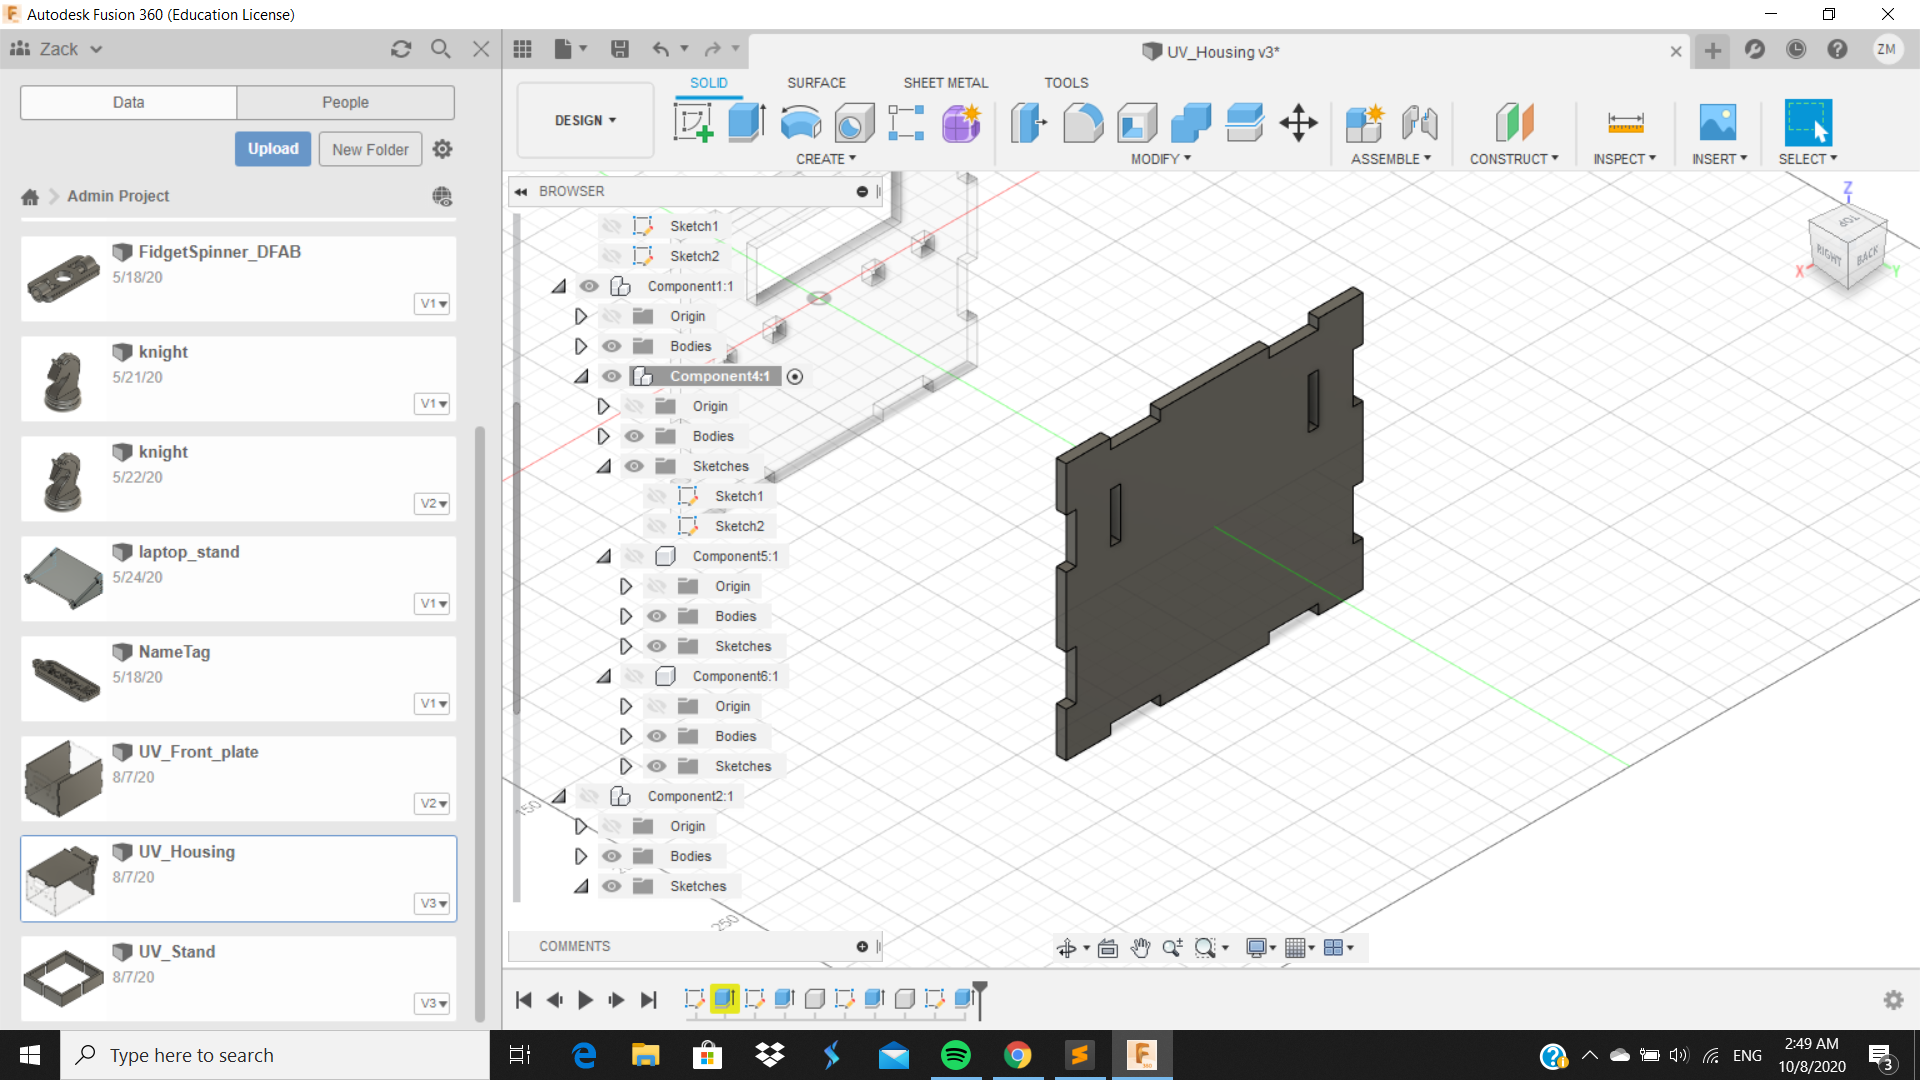 Autodesk Fusion 360 (Education License)
Zack
UV_Housing v3*
ZM
Data
People
Upload
New Folder
Admin Project
FidgetSpinner_DFAB
5/18/20
V1
knight
5/21/20
V1
knight
5/22/20
V2
laptop_stand
5/24/20
V1
NameTag
5/18/20
V1
UV_Front_plate
8/7/20
V2
UV_Housing
8/7/20
V3
UV_Stand
8/7/20
V3
SOLID
SURFACE
SHEET METAL
TOOLS
DESIGN
CREATE
MODIFY
ASSEMBLE
CONSTRUCT
INSPECT
INSERT
SELECT
BROWSER
Sketch1
Sketch2
Component1:1
Origin
Bodies
Component4:1
Origin
Bodies
Sketches
Sketch1
Sketch2
Component5:1
Origin
Bodies
Sketches
Component6:1
Origin
Bodies
Sketches
Component2:1
Origin
Bodies
Sketches
150
250
Z
TOP
RIGHT
BACK
X
Y
COMMENTS
Type here to search
ENG
2:49 AM
10/8/2020
3